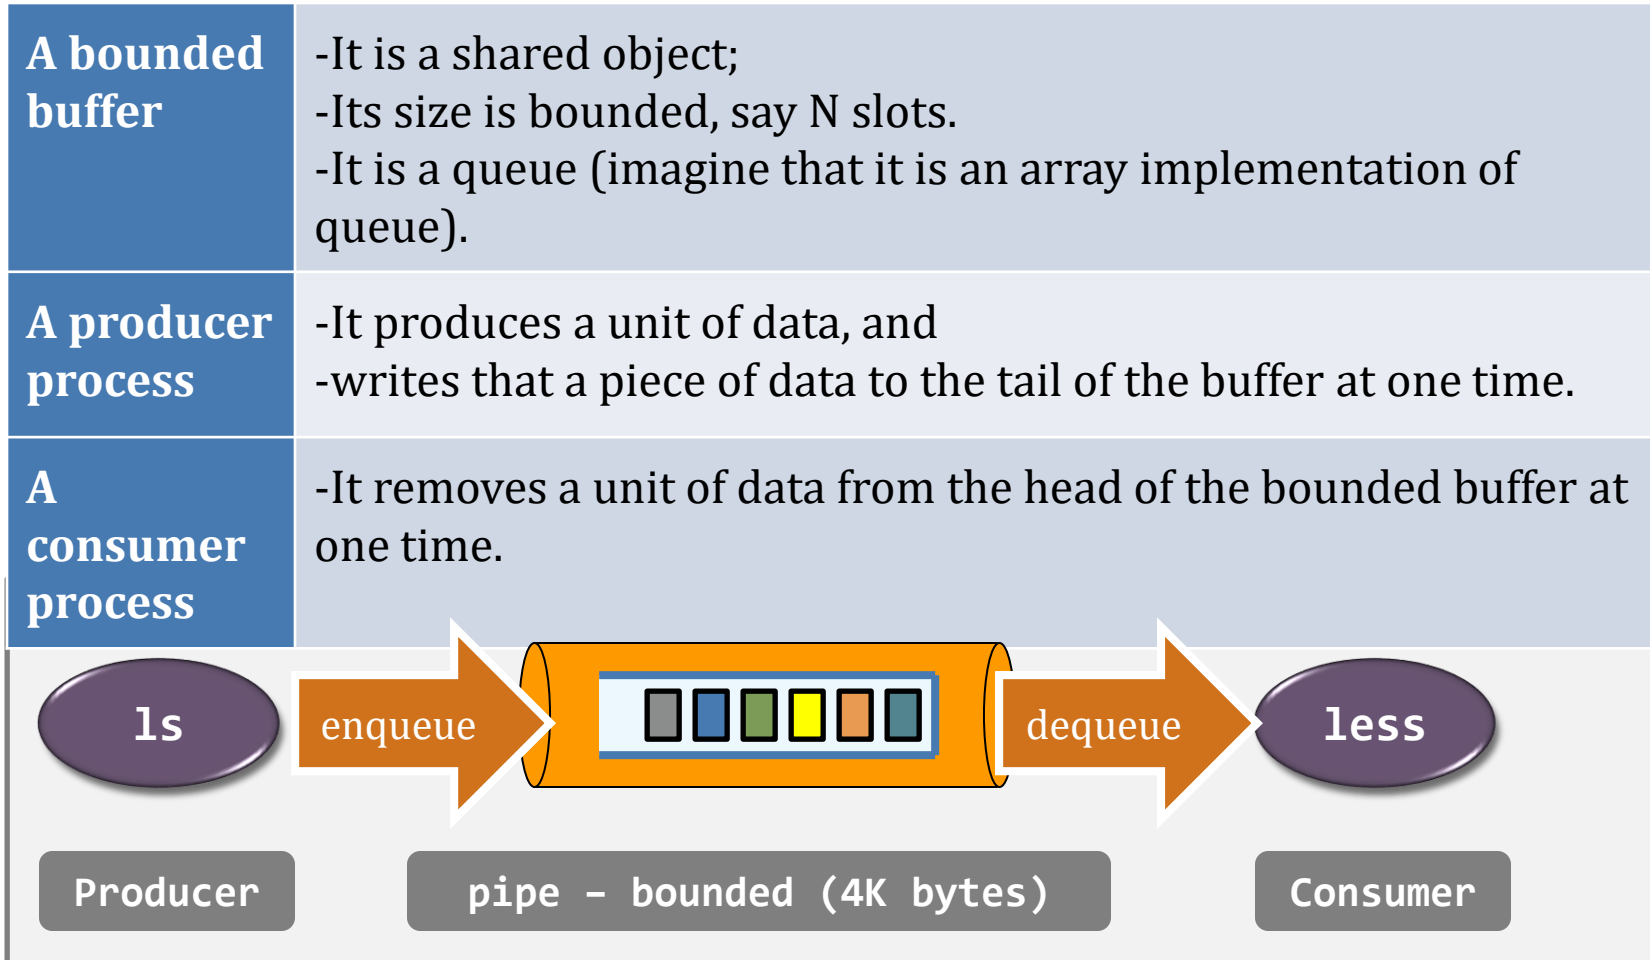 A bounded
buffer
-It is a shared object;
-Its size is bounded, say N slots.
-It is a queue (imagine that it is an array implementation of
queue).
A producer
process
-It produces a unit of data, and
-writes that a piece of data to the tail of the buffer at one time.
A
consumer
process
-It removes a unit of data from the head of the bounded buffer at
one time.
ls
enqueue
dequeue
less
Producer
pipe – bounded (4K bytes)
Consumer